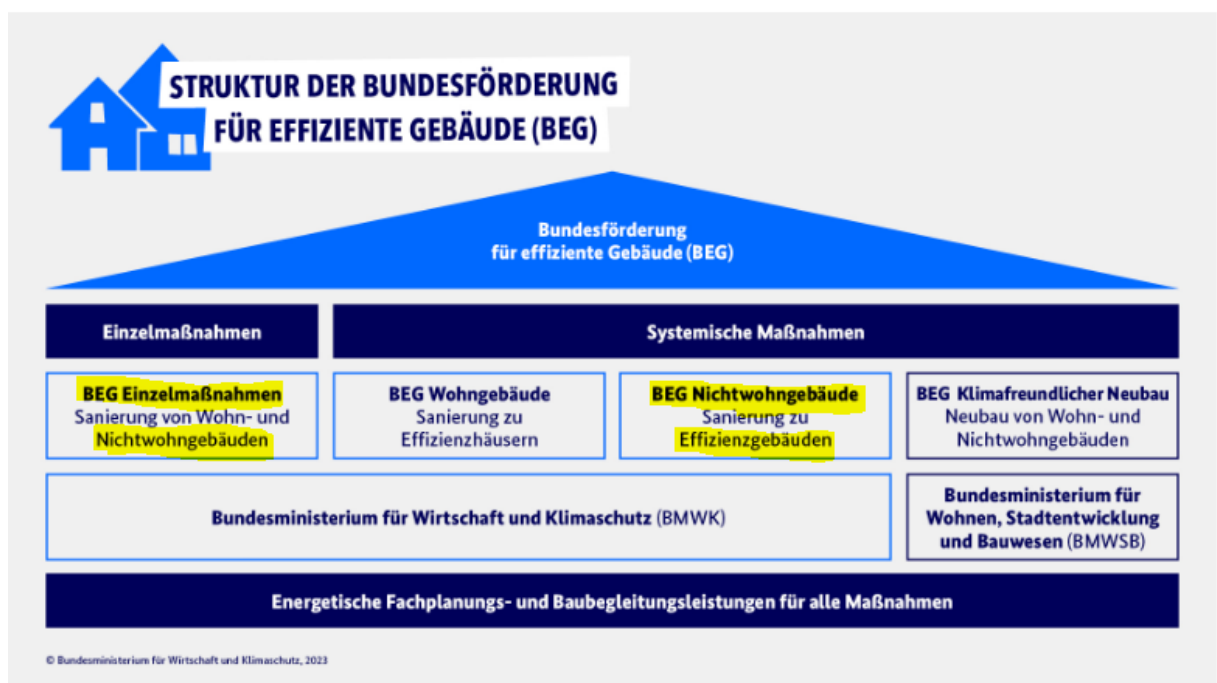 STRUKTUR DER BUNDESFÖRDERUNG
FÜR EFFIZIENTE GEBÄUDE (BEG)
Bundesförderung
für effiziente Gebäude (BEG)
Einzelmaßnahmen
Systemische Maßnahmen
BEG Einzelmaßnahmen
Sanierung von Wohn- und
Nichtwohngebäuden
BEG Wohngebäude
Sanierung zu
Effizienzhäusern
BEG Nichtwohngebäude
Sanierung zu
Effizienzgebäuden
BEG Klimafreundlicher Neubau
Neubau von Wohn- und
Nichtwohngebäuden
Bundesministerium für Wirtschaft und Klimaschutz (BMWK)
Bundesministerium für
Wohnen, Stadtentwicklung
und Bauwesen (BMWSB)
Energetische Fachplanungs- und Baubegleitungsleistungen für alle Maßnahmen
© Bundesministerium für Wirtschaft und Klimaschutz, 2023